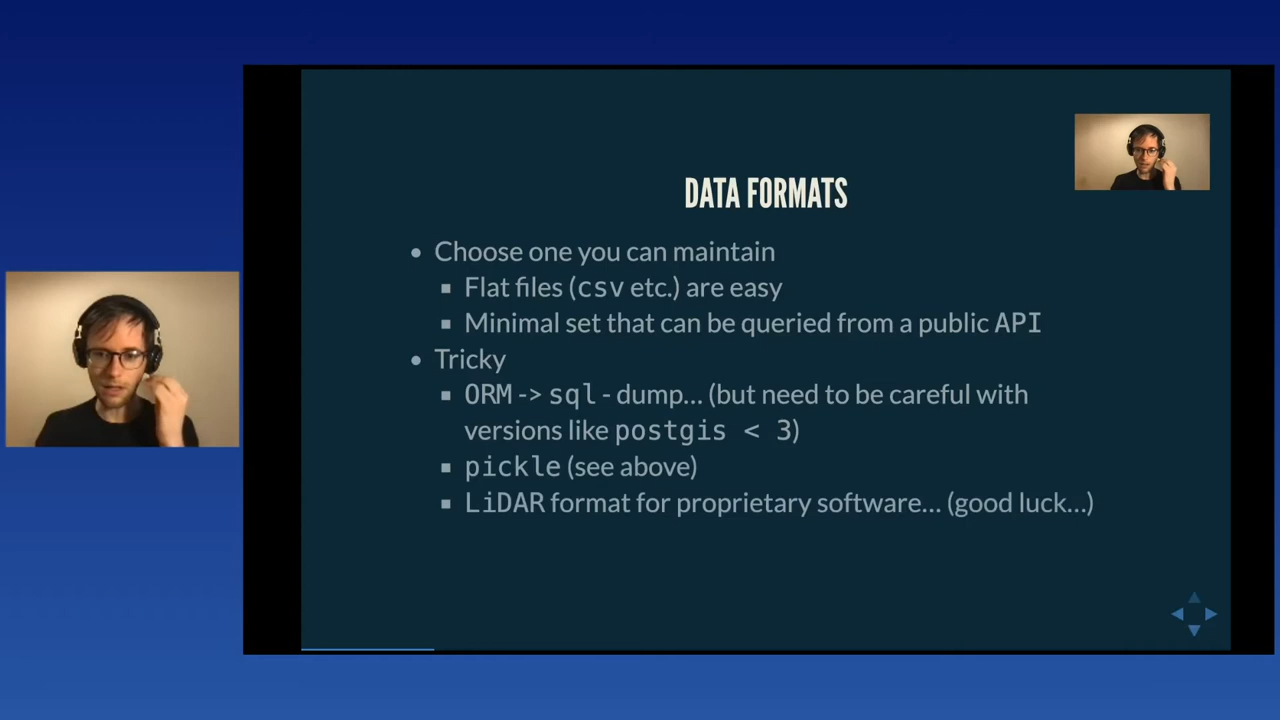 DATA FORMATS
Choose one you can maintain
Flat files (csv etc.) are easy
Minimal set that can be queried from a public API
Tricky
ORM -> sql - dump... (but need to be careful with
versions like postgis < 3)
pickle (see above)
LiDAR format for proprietary software... (good luck...)